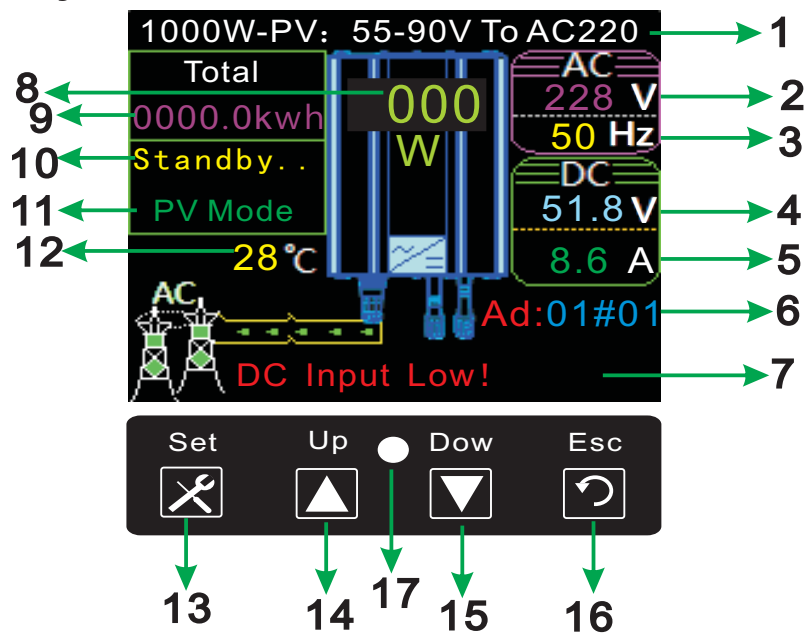 1000W-PV: 55-90V To AC220
1
Total
8
000
W
AC
228 V
2
9
0000.0kwh
50 Hz
3
10
Standby..
DC
51.8 V
4
11
PV Mode
8.6 A
5
12
28℃
AC
Ad:01#01
6
DC Input Low!
7
Set
Up
Dow
Esc
13
14
17
15
16